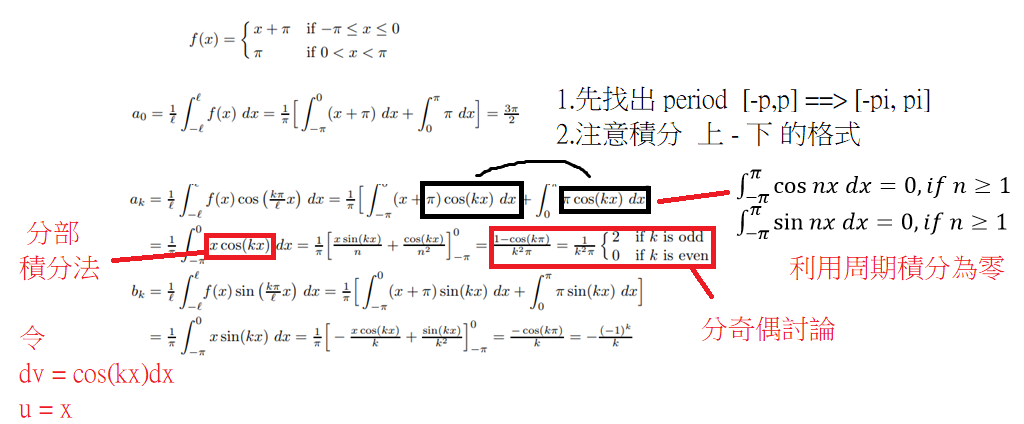 f(x) = { x + π if −π ≤ x ≤ 0
π if 0 < x < π
a₀ = 1/ℓ ∫_{−ℓ}^{ℓ} f(x) dx = 1/π [ ∫_{−π}^{0} (x + π) dx + ∫_{0}^{π} π dx ] = 3π/2
1.先找出 period [-p,p] ==> [-pi, pi]
2.注意積分 上 - 下 的格式
a_k = 1/ℓ ∫_{−ℓ} f(x) cos (kπ/ℓ x) dx = 1/π [ ∫_{−π} (x + π) cos(kx) dx + ∫_{0} π cos(kx) dx
= 1/π ∫_{−π}^{0} x cos(kx) dx = 1/π [ x sin(kx)/n + cos(kx)/n² ]_{−π}^{0} = 1−cos(kπ)/k²π = 1/k²π { 2 if k is odd
0 if k is even
b_k = 1/ℓ ∫_{−ℓ}^{ℓ} f(x) sin (kπ/ℓ x) dx = 1/π [ ∫_{−π}^{0} (x + π) sin(kx) dx + ∫_{0}^{π} π sin(kx) dx ]
= 1/π ∫_{−π}^{0} x sin(kx) dx = 1/π [ − x cos(kx)/k + sin(kx)/k² ]_{−π}^{0} = −cos(kπ)/k = − (−1)^k/k
∫_{−π}^{π} cos nx dx = 0, if n ≥ 1
∫_{−π}^{π} sin nx dx = 0, if n ≥ 1
利用周期積分為零
分部
積分法
分奇偶討論
令
dv = cos(kx)dx
u = x